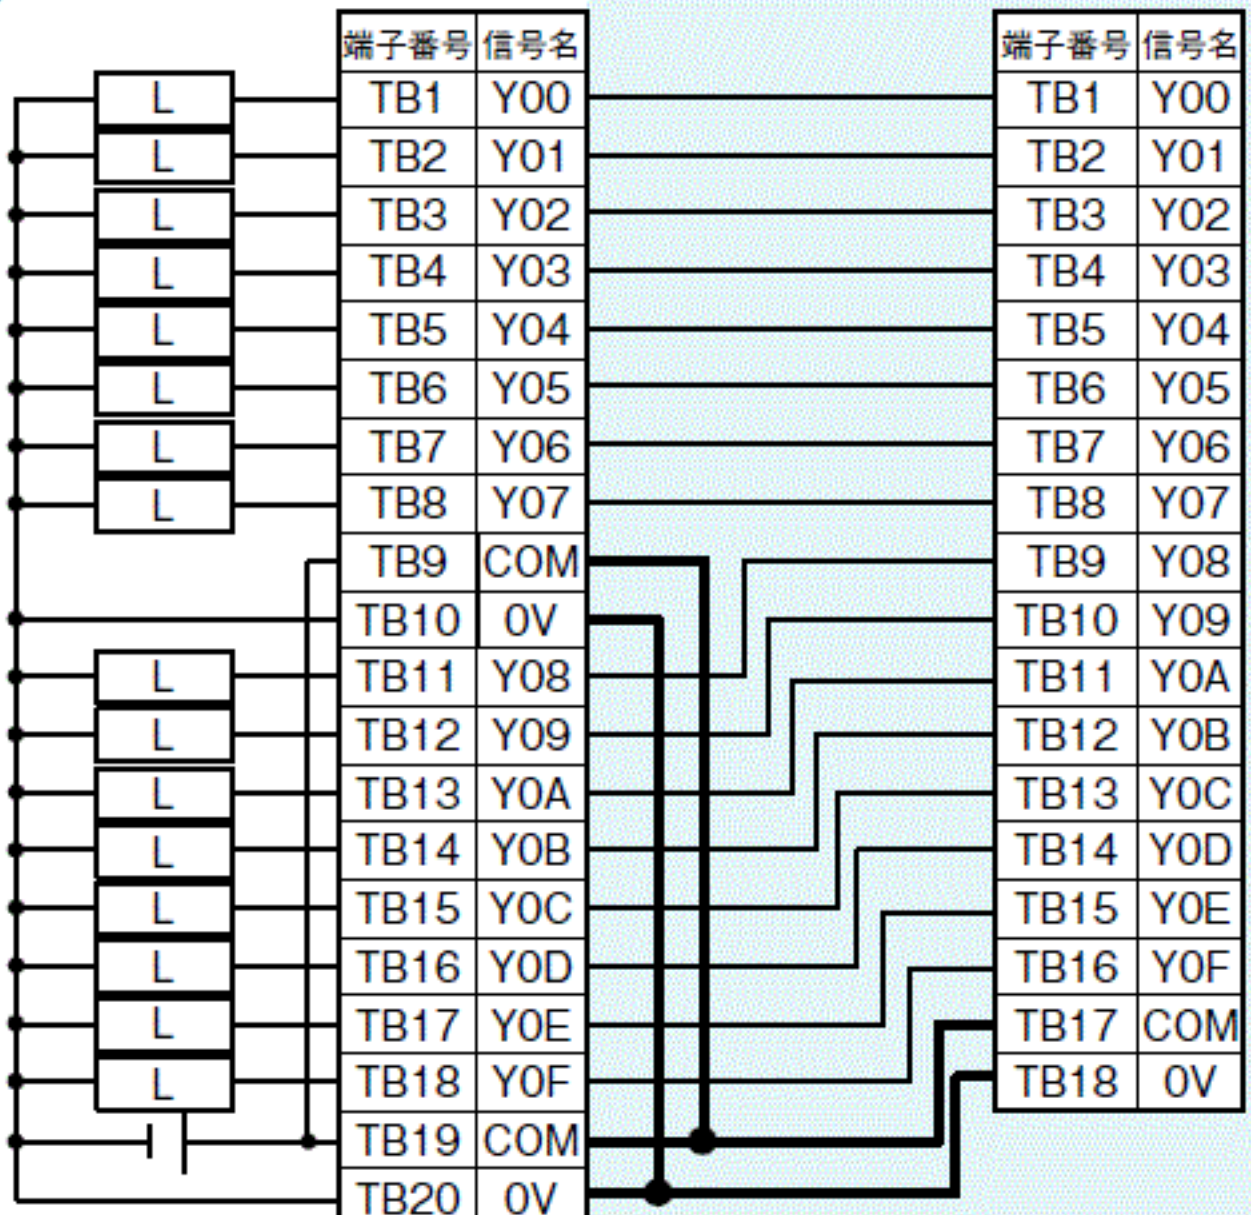 端子番号 信号名 端子番号 信号名
L TB1 Y00 TB1 Y00
L TB2 Y01 TB2 Y01
L TB3 Y02 TB3 Y02
L TB4 Y03 TB4 Y03
L TB5 Y04 TB5 Y04
L TB6 Y05 TB6 Y05
L TB7 Y06 TB7 Y06
L TB8 Y07 TB8 Y07
TB9 COM TB9 Y08
TB10 0V TB10 Y09
L TB11 Y08 TB11 Y0A
L TB12 Y09 TB12 Y0B
L TB13 Y0A TB13 Y0C
L TB14 Y0B TB14 Y0D
L TB15 Y0C TB15 Y0E
L TB16 Y0D TB16 Y0F
L TB17 Y0E TB17 COM
L TB18 Y0F TB18 0V
TB19 COM
TB20 0V